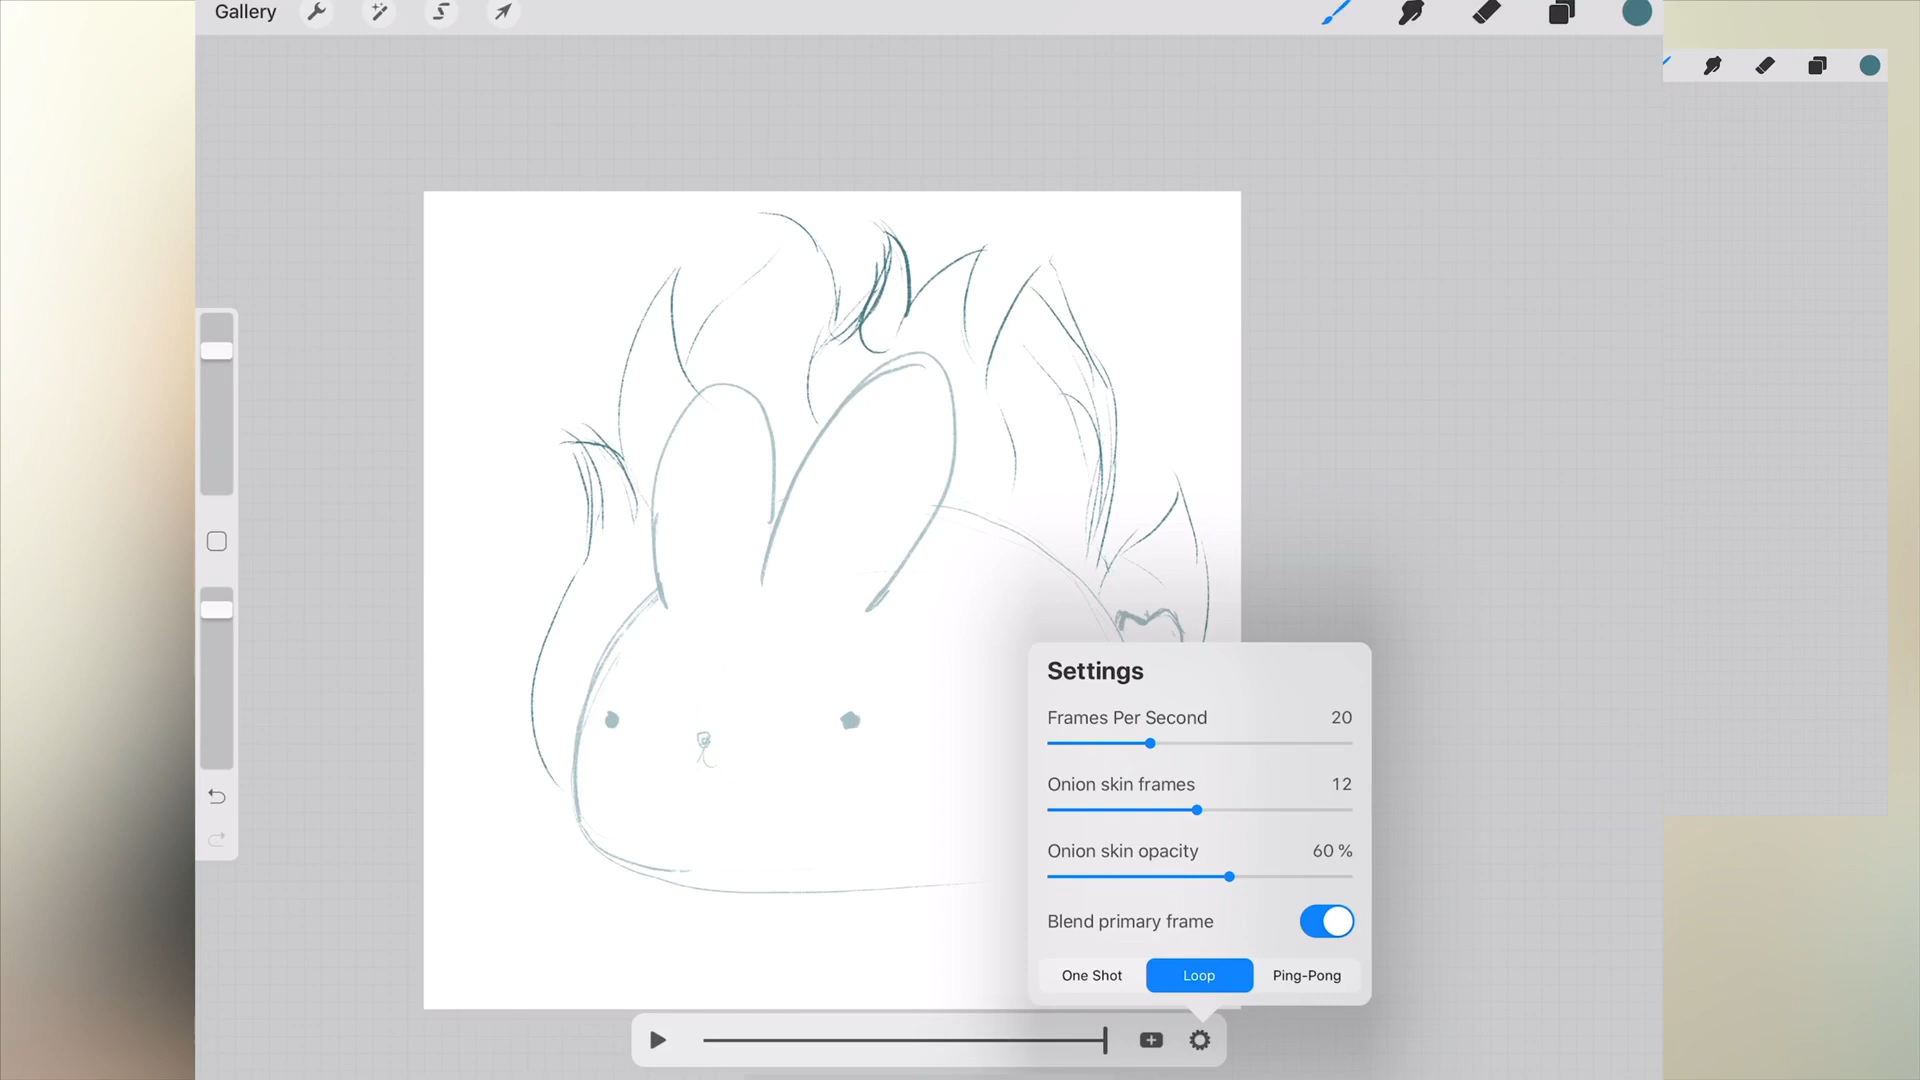 Gallery
Settings
Frames Per Second 20
Onion skin frames 12
Onion skin opacity 60 %
Blend primary frame
One Shot Loop Ping-Pong